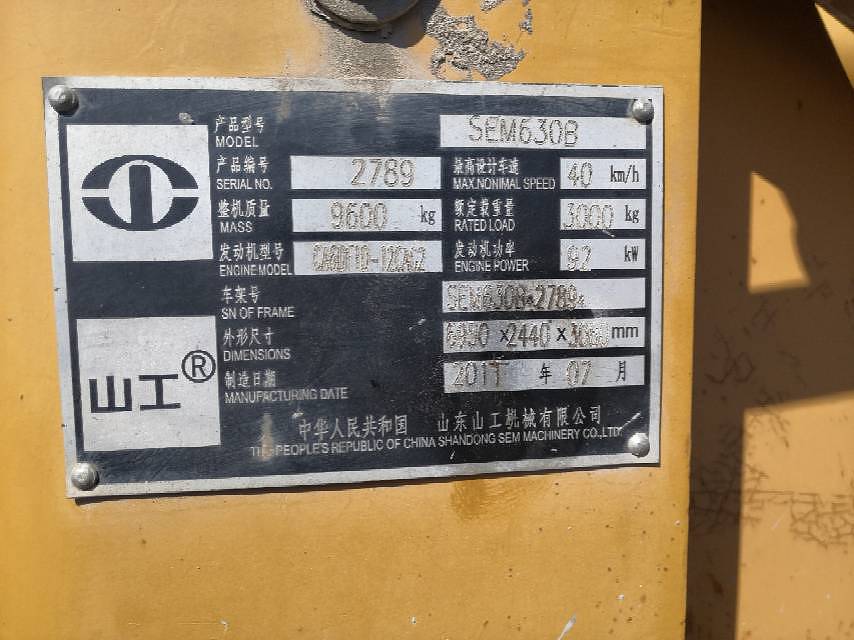 产品型号 SEM630B
MODEL
产品编号 2789 最高设计车速 40 km/h
SERIAL NO. MAX.NONIMAL SPEED
整机质量 9600 kg 额定载重量 3000 kg
MASS RATED LOAD
发动机型号 发动机功率 92 kW
ENGINE MODEL ENGINE POWER
车架号 SEM630B*2789*
SN OF FRAME
外形尺寸 ×2440× mm
DIMENSIONS
制造日期 2011 年 07 月
MANUFACTURING DATE
山工®
中华人民共和国 山东山工机械有限公司
THE PEOPLE'S REPUBLIC OF CHINA SHANDONG SEM MACHINERY CO.,LTD.